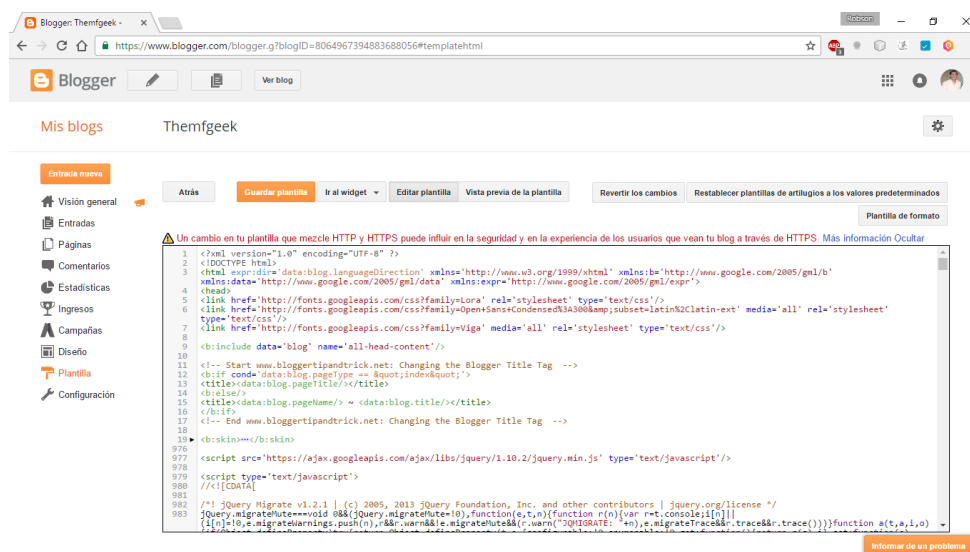 Blogger: Themfgeek -
Robson
https://www.blogger.com/blogger.g?blogID=8064967394883688056#templatehtml
Blogger
Ver blog
Mis blogs
Themfgeek
Entrada nueva
Visión general
Entradas
Páginas
Comentarios
Estadísticas
Ingresos
Campañas
Diseño
Plantilla
Configuración
Atrás
Guardar plantilla
Ir al widget
Editar plantilla
Vista previa de la plantilla
Revertir los cambios
Restablecer plantillas de artilugios a los valores predeterminados
Plantilla de formato
Un cambio en tu plantilla que mezcle HTTP y HTTPS puede influir en la seguridad y en la experiencia de los usuarios que vean tu blog a través de HTTPS. Más información Ocultar
1 <?xml version="1.0" encoding="UTF-8" ?>
2 <!DOCTYPE html>
3 <html expr:dir='data:blog.languageDirection' xmlns='http://www.w3.org/1999/xhtml' xmlns:b='http://www.google.com/2005/gml/b'
xmlns:data='http://www.google.com/2005/gml/data' xmlns:expr='http://www.google.com/2005/gml/expr'>
4 <head>
5 <link href='http://fonts.googleapis.com/css?family=Lora' rel='stylesheet' type='text/css'/>
6 <link href='http://fonts.googleapis.com/css?family=Open+Sans+Condensed%3A300&amp;subset=latin%2Clatin-ext' media='all' rel='stylesheet'
type='text/css'/>
7 <link href='http://fonts.googleapis.com/css?family=Viga' media='all' rel='stylesheet' type='text/css'/>
8
9 <b:include data='blog' name='all-head-content'/>
10
11 <!-- Start www.bloggertipandtrick.net: Changing the Blogger Title Tag -->
12 <b:if cond='data:blog.pageType == &quot;index&quot;'>
13 <title><data:blog.pageTitle/></title>
14 <b:else/>
15 <title><data:blog.pageName/> ~ <data:blog.title/></title>
16 </b:if>
17 <!-- End www.bloggertipandtrick.net: Changing the Blogger Title Tag -->
18
19 <b:skin>…</b:skin>
976
977 <script src='https://ajax.googleapis.com/ajax/libs/jquery/1.10.2/jquery.min.js' type='text/javascript'/>
978
979 <script type='text/javascript'>
980 //<![CDATA[
981
982 /*! jQuery Migrate v1.2.1 | (c) 2005, 2013 jQuery Foundation, Inc. and other contributors | jquery.org/license */
983 jQuery.migrateMute===void 0&&(jQuery.migrateMute=!0),function(e,t,n){function r(n){var r=t.console;i[n]||
(i[n]=!0,e.migrateWarnings.push(n),r&&r.warn&&!e.migrateMute&&(r.warn("JQMIGRATE: "+n),e.migrateTrace&&r.trace&&r.trace()))}function a(t,a,i,o)
Informar de un problema